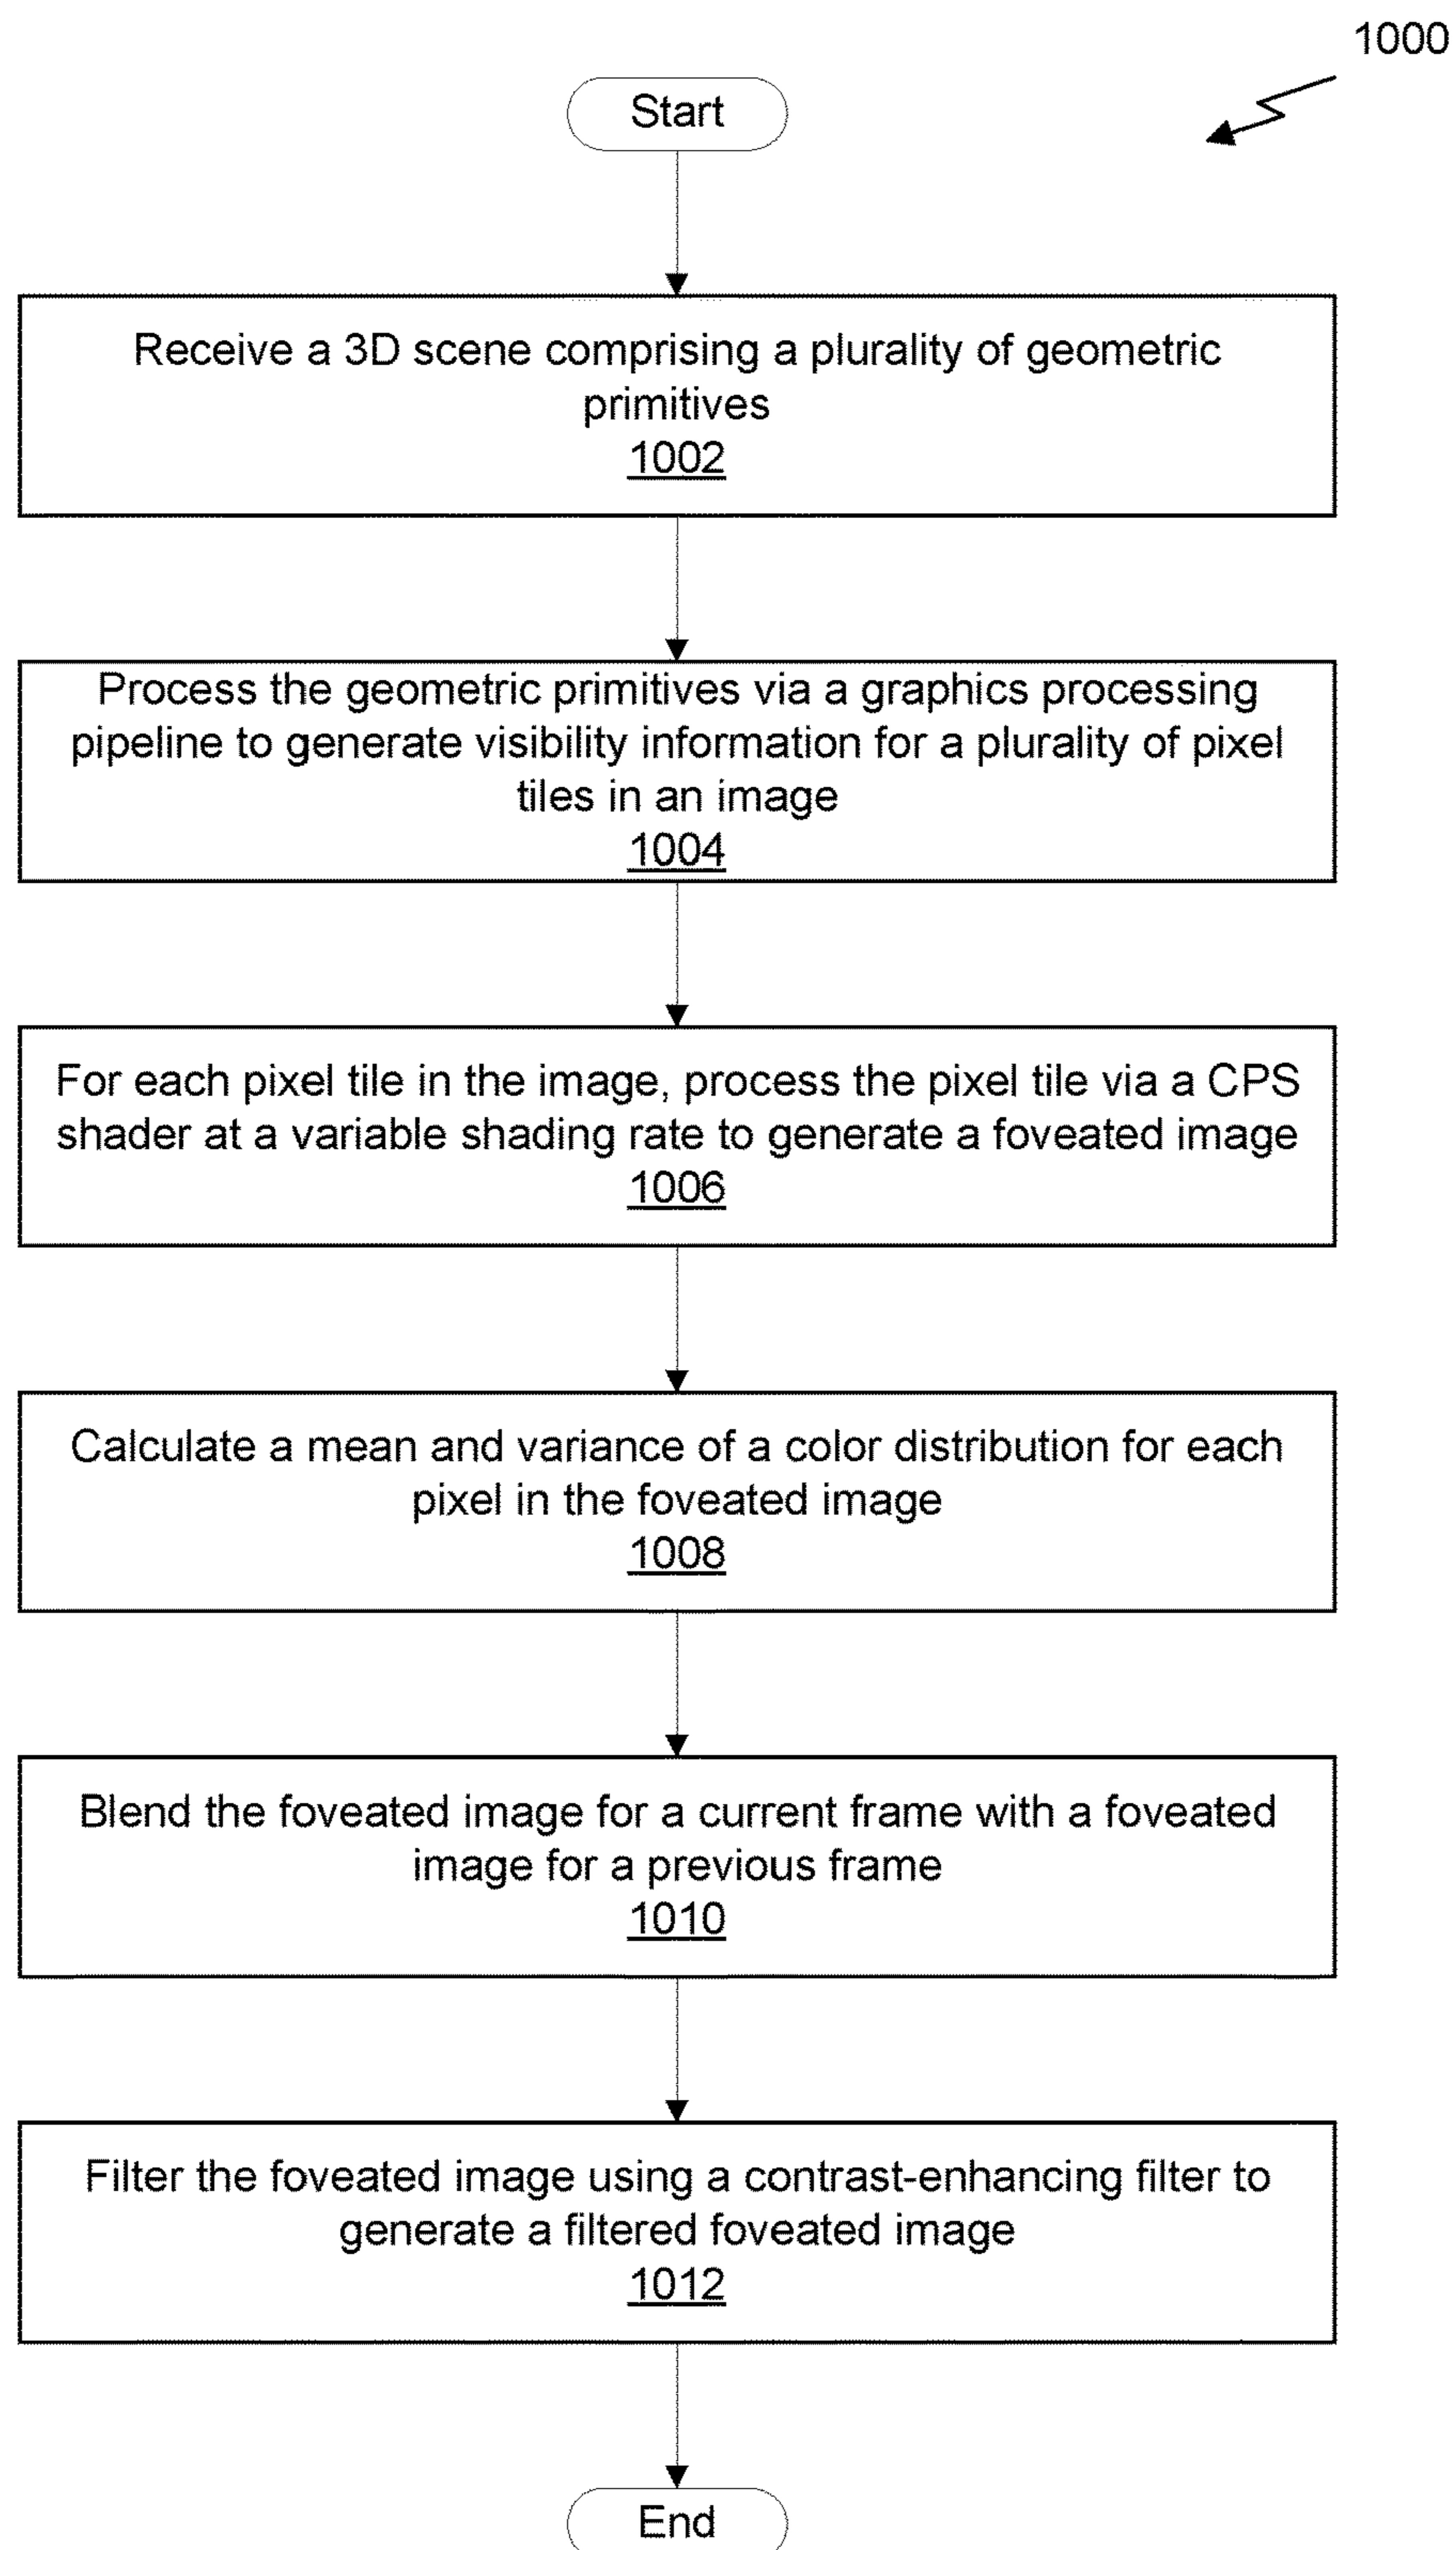 1000
Start
Receive a 3D scene comprising a plurality of geometric
primitives
1002
Process the geometric primitives via a graphics processing
pipeline to generate visibility information for a plurality of pixel
tiles in an image
1004
For each pixel tile in the image, process the pixel tile via a CPS
shader at a variable shading rate to generate a foveated image
1006
Calculate a mean and variance of a color distribution for each
pixel in the foveated image
1008
Blend the foveated image for a current frame with a foveated
image for a previous frame
1010
Filter the foveated image using a contrast-enhancing filter to
generate a filtered foveated image
1012
End